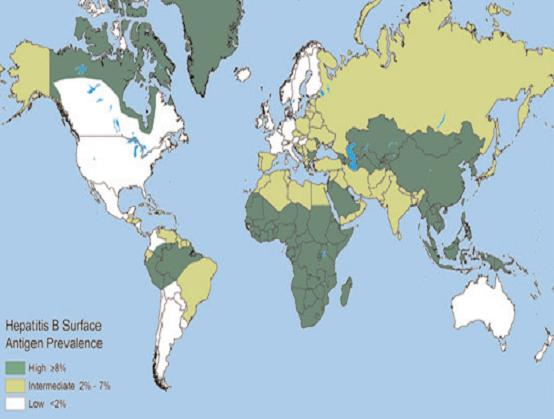 Hepatitis B Surface
Antigen Prevalence
High ≥8%
Intermediate 2% - 7%
Low <2%